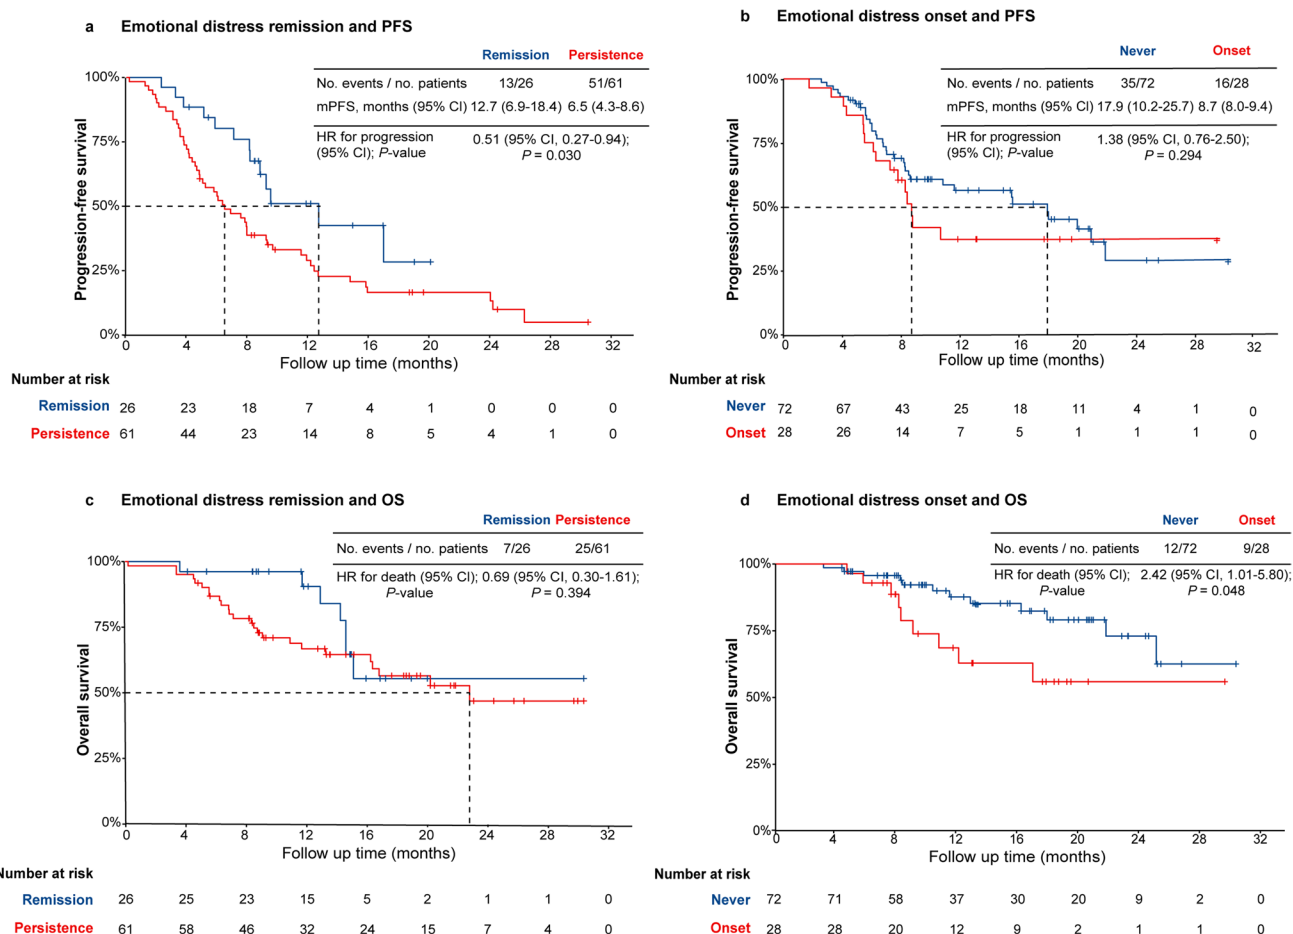 a Emotional distress remission and PFS
Remission Persistence
No. events / no. patients 13/26 51/61
mPFS, months (95% CI) 12.7 (6.9-18.4) 6.5 (4.3-8.6)
HR for progression 0.51 (95% CI, 0.27-0.94);
(95% CI); P-value P = 0.030
Progression-free survival
100%
75%
50%
25%
0%
0 4 8 12 16 20 24 28 32
Follow up time (months)
Number at risk
Remission 26 23 18 7 4 1 0 0 0
Persistence 61 44 23 14 8 5 4 1 0
b Emotional distress onset and PFS
Never Onset
No. events / no. patients 35/72 16/28
mPFS, months (95% CI) 17.9 (10.2-25.7) 8.7 (8.0-9.4)
HR for progression 1.38 (95% CI, 0.76-2.50);
(95% CI); P-value P = 0.294
Progression-free survival
100%
75%
50%
25%
0%
0 4 8 12 16 20 24 28 32
Follow up time (months)
Number at risk
Never 72 67 43 25 18 11 4 1 0
Onset 28 26 14 7 5 1 1 1 0
c Emotional distress remission and OS
Remission Persistence
No. events / no. patients 7/26 25/61
HR for death (95% CI); 0.69 (95% CI, 0.30-1.61);
P-value P = 0.394
Overall survival
100%
75%
50%
25%
0%
0 4 8 12 16 20 24 28 32
Follow up time (months)
Number at risk
Remission 26 25 23 15 5 2 1 1 0
Persistence 61 58 46 32 24 15 7 4 0
d Emotional distress onset and OS
Never Onset
No. events / no. patients 12/72 9/28
HR for death (95% CI); 2.42 (95% CI, 1.01-5.80);
P-value P = 0.048
Overall survival
100%
75%
50%
25%
0%
0 4 8 12 16 20 24 28 32
Follow up time (months)
Number at risk
Never 72 71 58 37 30 20 9 2 0
Onset 28 28 20 12 9 2 1 1 0